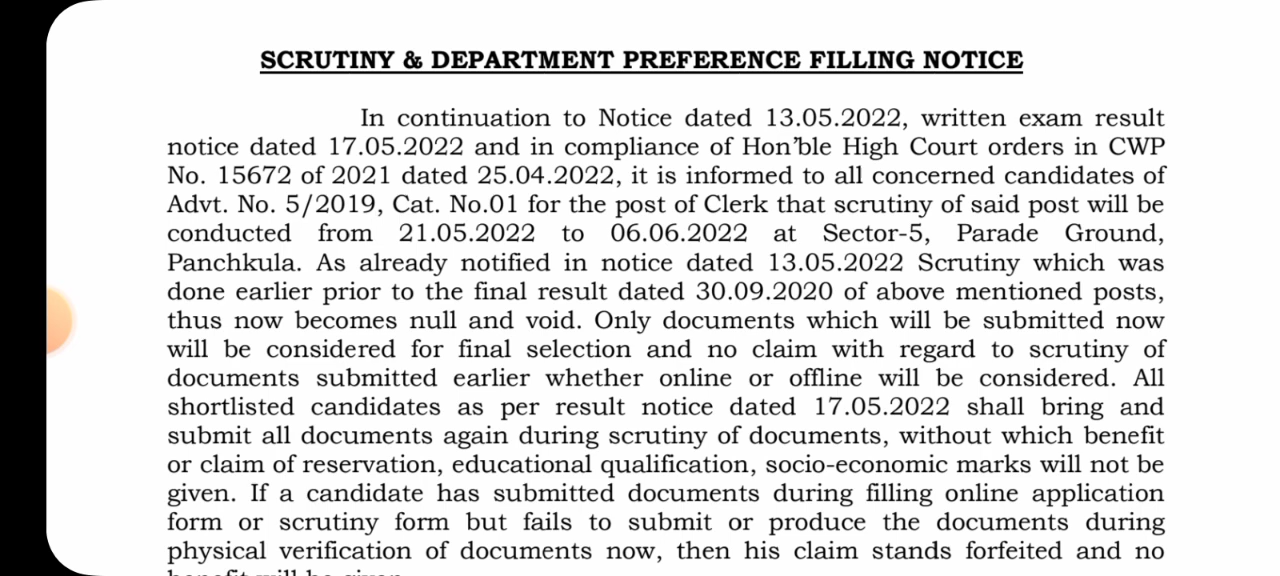 SCRUTINY & DEPARTMENT PREFERENCE FILLING NOTICE
In continuation to Notice dated 13.05.2022, written exam result
notice dated 17.05.2022 and in compliance of Hon’ble High Court orders in CWP
No. 15672 of 2021 dated 25.04.2022, it is informed to all concerned candidates of
Advt. No. 5/2019, Cat. No.01 for the post of Clerk that scrutiny of said post will be
conducted from 21.05.2022 to 06.06.2022 at Sector-5, Parade Ground,
Panchkula. As already notified in notice dated 13.05.2022 Scrutiny which was
done earlier prior to the final result dated 30.09.2020 of above mentioned posts,
thus now becomes null and void. Only documents which will be submitted now
will be considered for final selection and no claim with regard to scrutiny of
documents submitted earlier whether online or offline will be considered. All
shortlisted candidates as per result notice dated 17.05.2022 shall bring and
submit all documents again during scrutiny of documents, without which benefit
or claim of reservation, educational qualification, socio-economic marks will not be
given. If a candidate has submitted documents during filling online application
form or scrutiny form but fails to submit or produce the documents during
physical verification of documents now, then his claim stands forfeited and no
benefit will be given